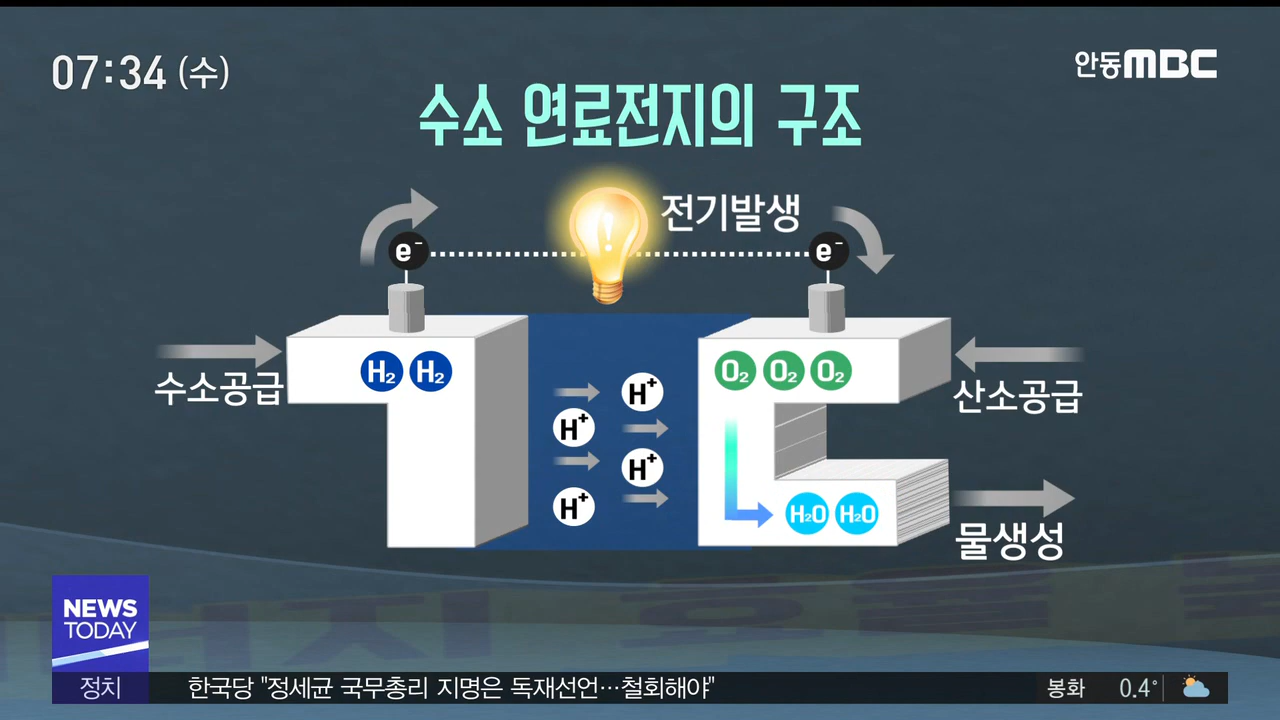 07:34 (수)
안동MBC
수소 연료전지의 구조
전기발생
e⁻
e⁻
수소공급
H₂ H₂
O₂ O₂ O₂
산소공급
H⁺
H⁺
H⁺
H⁺
H₂O H₂O
물생성
NEWS
TODAY
정치
한국당 "정세균 국무총리 지명은 독재선언…철회해야"
봉화 0.4°